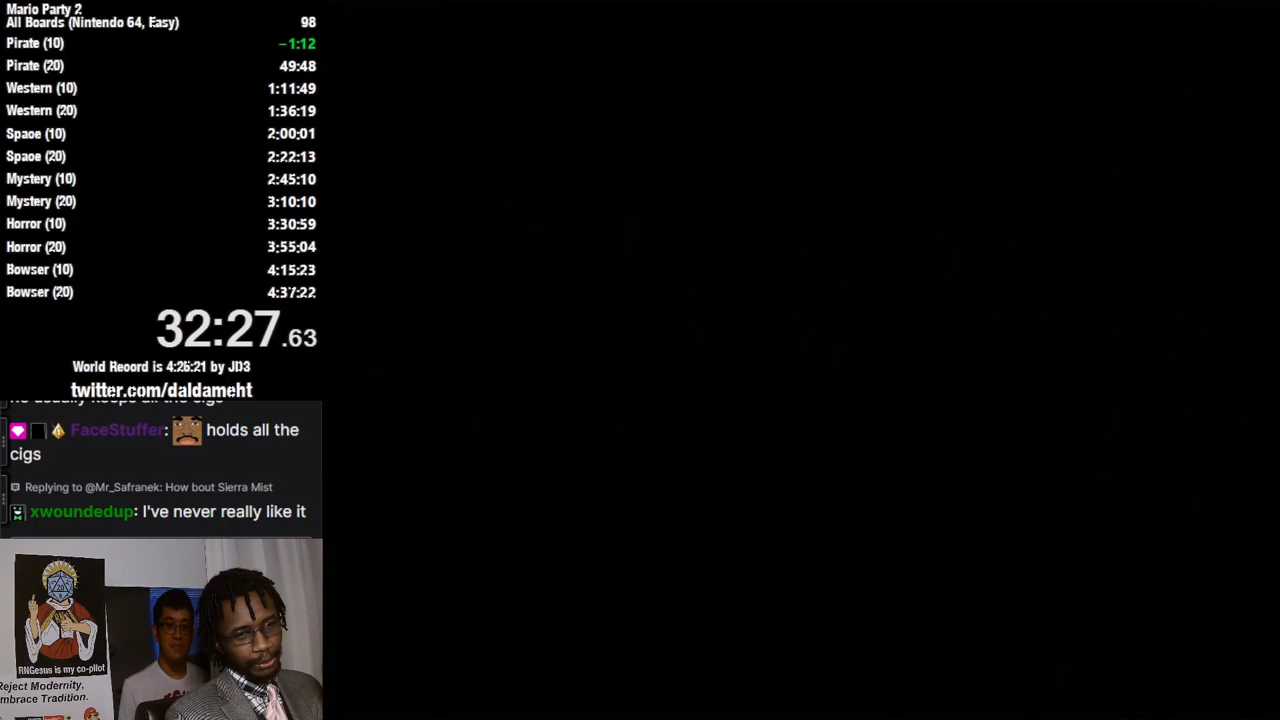 Mario Party 2
All Boards (Nintendo 64, Easy) 98
Pirate (10) −1:12
Pirate (20) 49:48
Western (10) 1:11:49
Western (20) 1:36:19
Spaoe (10) 2:00:01
Spaoe (20) 2:22:13
Mystery (10) 2:45:10
Mystery (20) 3:10:10
Horror (10) 3:30:59
Horror (20) 3:55:04
Bowser (10) 4:15:23
Bowser (20) 4:37:22
32:27.63
World Reoord is 4:26:21 by JD3
twitter.com/daldameht
FaceStuffer: holds all the
cigs
Replying to @Mr_Safranek: How bout Sierra Mist
xwoundedup: I've never really like it
RNGesus is my co-pilot
Reject Modernity,
mbrace Tradition.